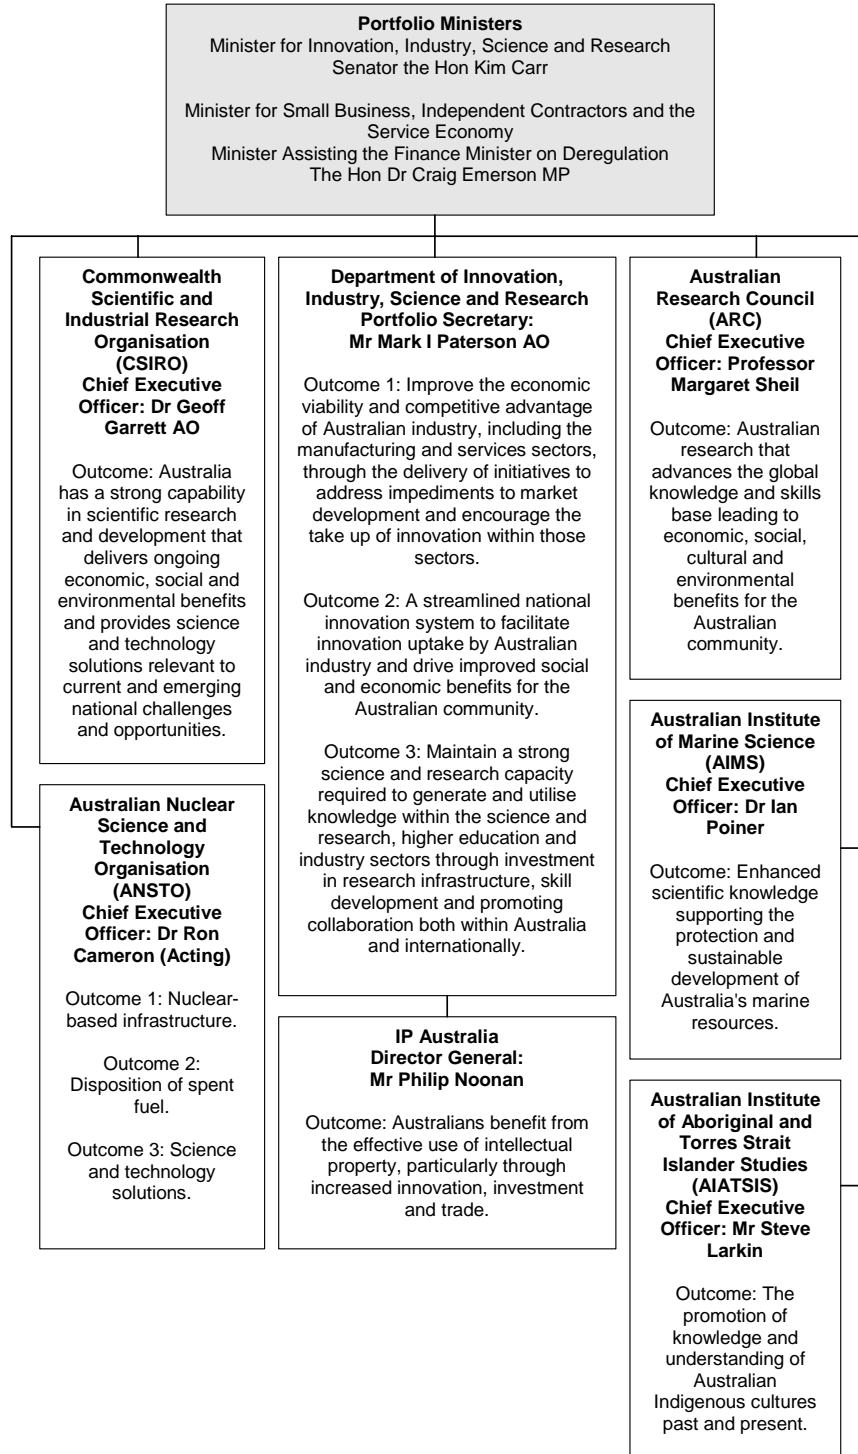 Portfolio Ministers
Minister for Innovation, Industry, Science and Research
Senator the Hon Kim Carr
Minister for Small Business, Independent Contractors and the
Service Economy
Minister Assisting the Finance Minister on Deregulation
The Hon Dr Craig Emerson MP
Commonwealth
Scientific and
Industrial Research
Organisation
(CSIRO)
Chief Executive
Officer: Dr Geoff
Garrett AO
Outcome: Australia
has a strong capability
in scientific research
and development that
delivers ongoing
economic, social and
environmental benefits
and provides science
and technology
solutions relevant to
current and emerging
national challenges
and opportunities.
Australian Nuclear
Science and
Technology
Organisation
(ANSTO)
Chief Executive
Officer: Dr Ron
Cameron (Acting)
Outcome 1: Nuclear-
based infrastructure.
Outcome 2:
Disposition of spent
fuel.
Outcome 3: Science
and technology
solutions.
Department of Innovation,
Industry, Science and Research
Portfolio Secretary:
Mr Mark I Paterson AO
Outcome 1: Improve the economic
viability and competitive advantage
of Australian industry, including the
manufacturing and services sectors,
through the delivery of initiatives to
address impediments to market
development and encourage the
take up of innovation within those
sectors.
Outcome 2: A streamlined national
innovation system to facilitate
innovation uptake by Australian
industry and drive improved social
and economic benefits for the
Australian community.
Outcome 3: Maintain a strong
science and research capacity
required to generate and utilise
knowledge within the science and
research, higher education and
industry sectors through investment
in research infrastructure, skill
development and promoting
collaboration both within Australia
and internationally.
IP Australia
Director General:
Mr Philip Noonan
Outcome: Australians benefit from
the effective use of intellectual
property, particularly through
increased innovation, investment
and trade.
Australian
Research Council
(ARC)
Chief Executive
Officer: Professor
Margaret Sheil
Outcome: Australian
research that
advances the global
knowledge and skills
base leading to
economic, social,
cultural and
environmental
benefits for the
Australian
community.
Australian Institute
of Marine Science
(AIMS)
Chief Executive
Officer: Dr Ian
Poiner
Outcome: Enhanced
scientific knowledge
supporting the
protection and
sustainable
development of
Australia's marine
resources.
Australian Institute
of Aboriginal and
Torres Strait
Islander Studies
(AIATSIS)
Chief Executive
Officer: Mr Steve
Larkin
Outcome: The
promotion of
knowledge and
understanding of
Australian
Indigenous cultures
past and present.